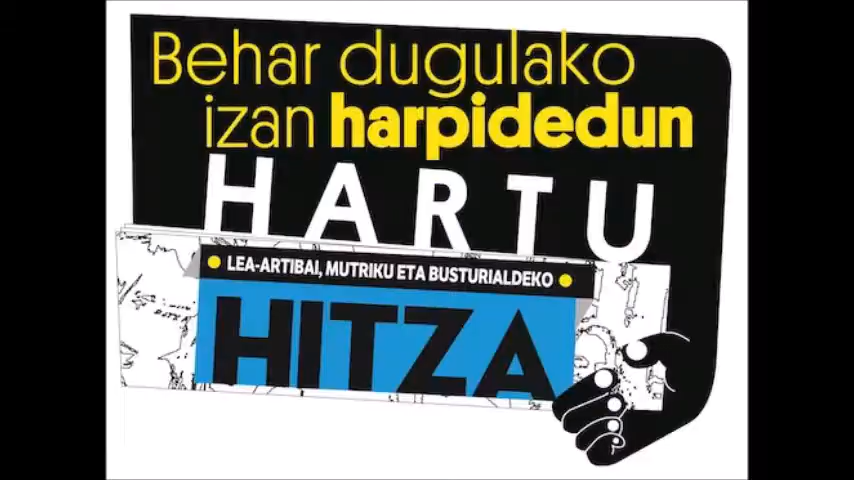 Behar dugulako
izan harpidedun
HARTU
LEA-ARTIBAI, MUTRIKU ETA BUSTURIALDEKO
HITZA